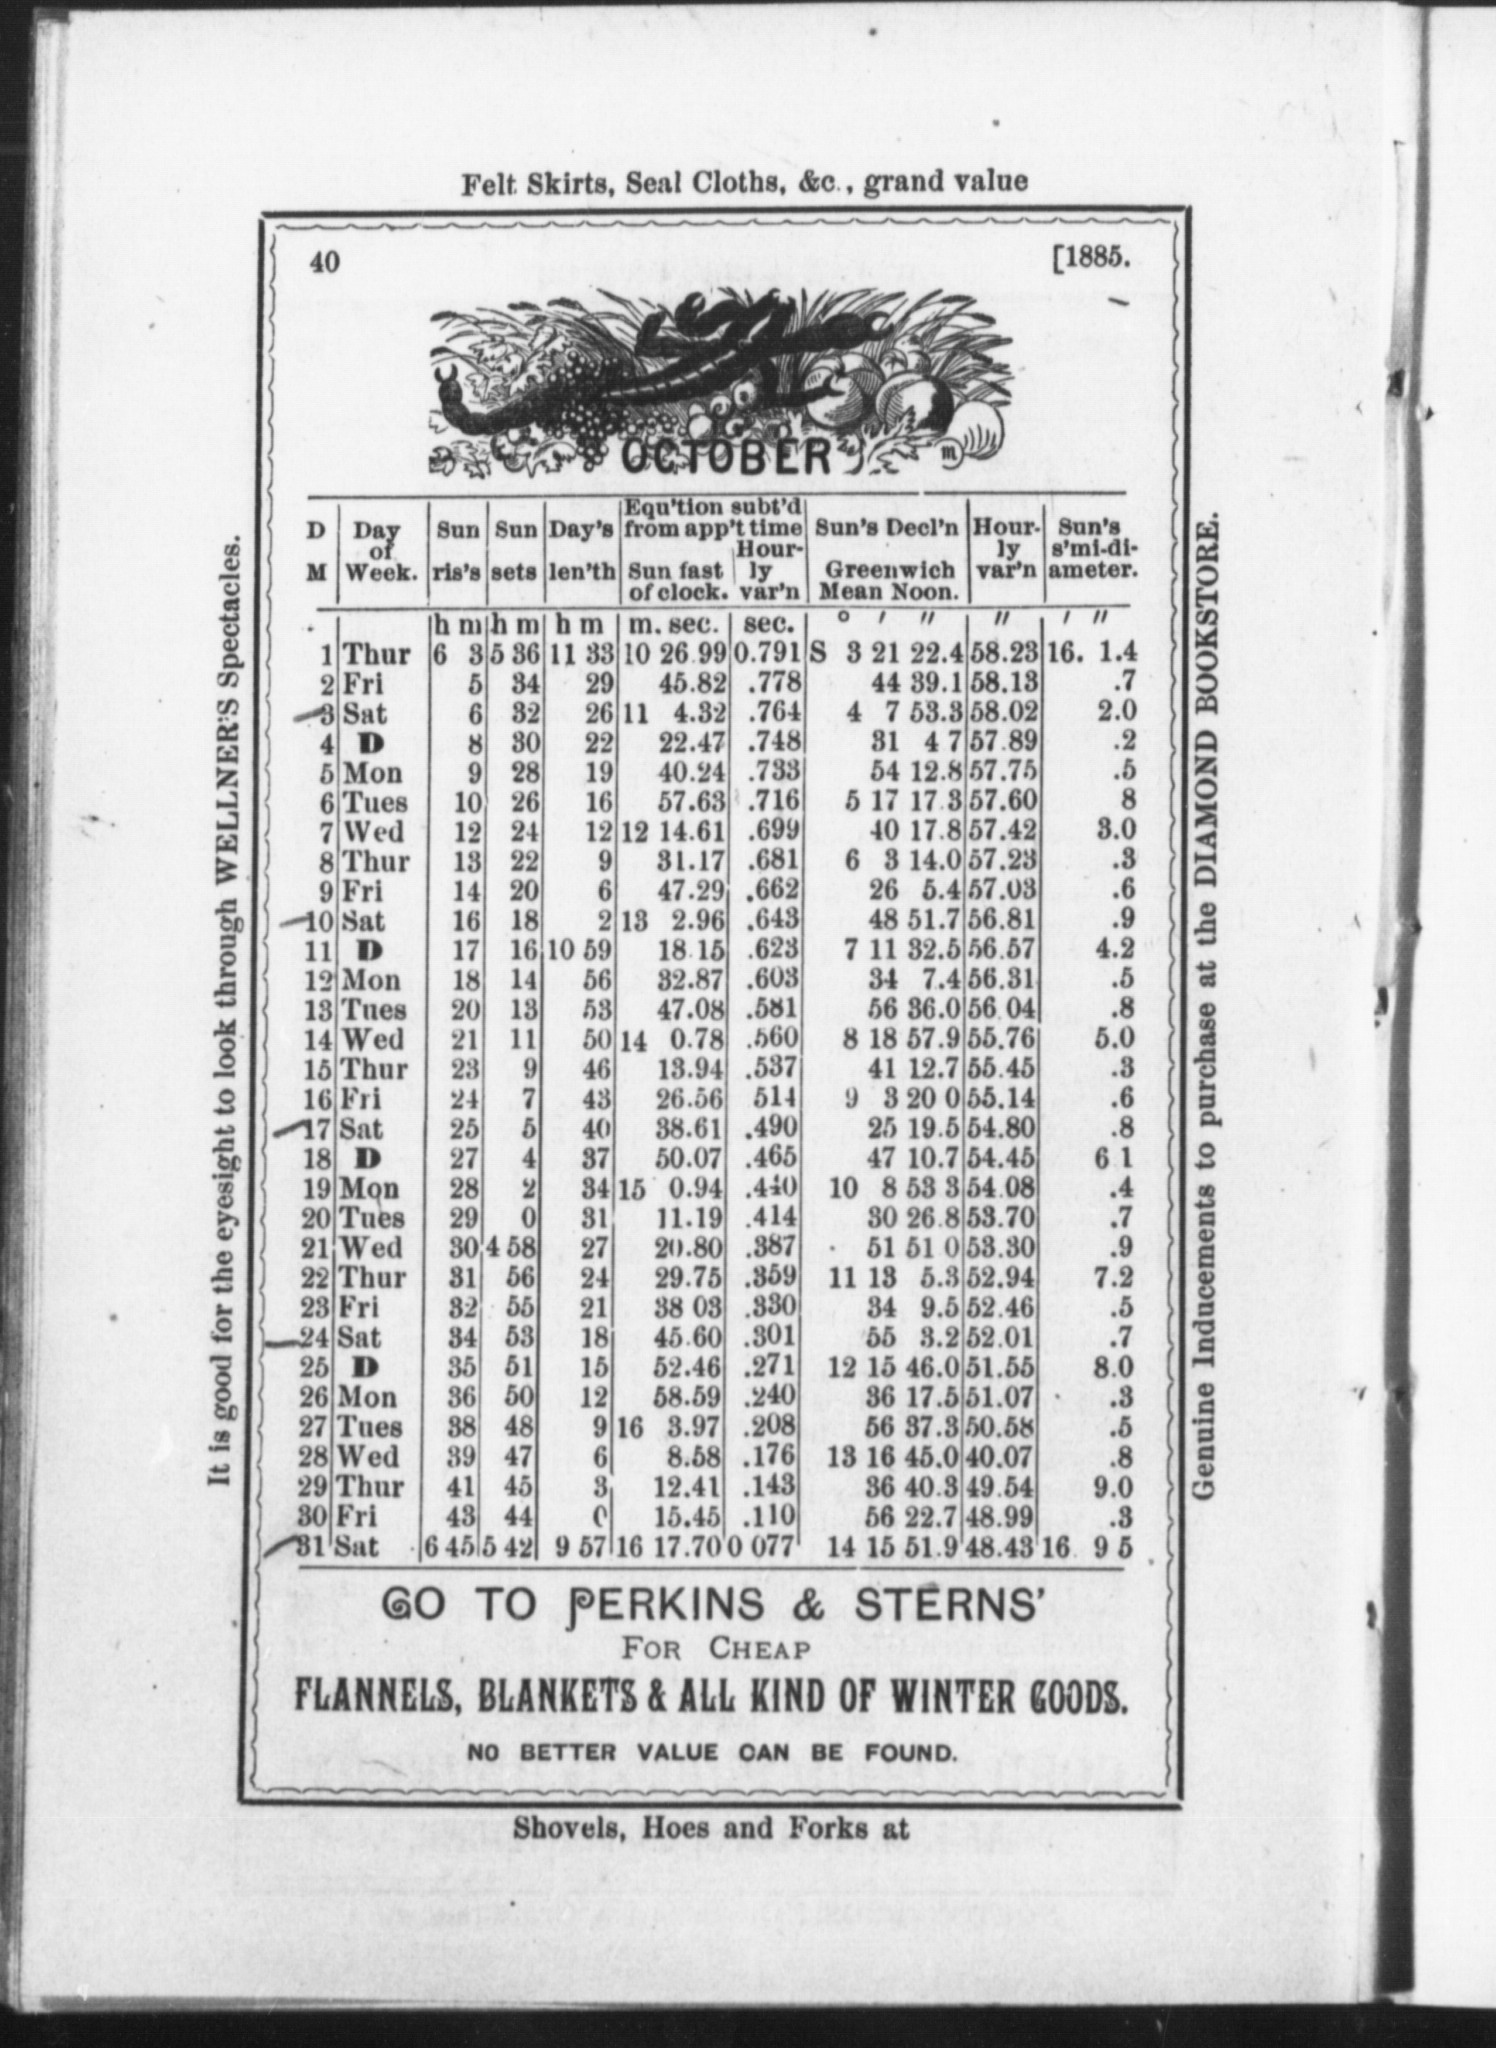 Felt Skirts, Seal Cloths, &c., grand value
40 [1885.
OCTOBER
D M | Day of Week. | Sun ris's | Sun sets | Day's len'th | Equ'tion subt'd from app't time Sun fast of clock. | Hour-ly var'n | Sun's Decl'n Greenwich Mean Noon. | Hour-ly var'n | Sun's s'mi-di-ameter.
h m | h m | h m | m. sec. | sec. | ° ' " | " | ' "
1 Thur 6 3 5 36 11 33 10 26.99 0.791 S 3 21 22.4 58.23 16. 1.4
2 Fri 5 34 29 45.82 .778 44 39.1 58.13 .7
3 Sat 6 32 26 11 4.32 .764 4 7 53.3 58.02 2.0
4 D 8 30 22 22.47 .748 31 4 7 57.89 .2
5 Mon 9 28 19 40.24 .733 54 12.8 57.75 .5
6 Tues 10 26 16 57.63 .716 5 17 17.3 57.60 8
7 Wed 12 24 12 12 14.61 .699 40 17.8 57.42 3.0
8 Thur 13 22 9 31.17 .681 6 3 14.0 57.23 .3
9 Fri 14 20 6 47.29 .662 26 5.4 57.03 .6
10 Sat 16 18 2 13 2.96 .643 48 51.7 56.81 .9
11 D 17 16 10 59 18.15 .623 7 11 32.5 56.57 4.2
12 Mon 18 14 56 32.87 .603 34 7.4 56.31 .5
13 Tues 20 13 53 47.08 .581 56 36.0 56 04 .8
14 Wed 21 11 50 14 0.78 .560 8 18 57.9 55.76 5.0
15 Thur 23 9 46 13.94 .537 41 12.7 55.45 .3
16 Fri 24 7 43 26.56 514 9 3 20 0 55.14 .6
17 Sat 25 5 40 38.61 .490 25 19.5 54.80 .8
18 D 27 4 37 50.07 .465 47 10.7 54.45 6 1
19 Mon 28 2 34 15 0.94 .440 10 8 53 3 54.08 .4
20 Tues 29 0 31 11.19 .414 30 26.8 53.70 .7
21 Wed 30 4 58 27 20.80 .387 51 51 0 53.30 .9
22 Thur 31 56 24 29.75 .359 11 13 5.3 52.94 7.2
23 Fri 32 55 21 38 03 .330 34 9.5 52.46 .5
24 Sat 34 53 18 45.60 .301 55 3.2 52.01 .7
25 D 35 51 15 52.46 .271 12 15 46.0 51.55 8.0
26 Mon 36 50 12 58.59 .240 36 17.5 51.07 .3
27 Tues 38 48 9 16 3.97 .208 56 37.3 50.58 .5
28 Wed 39 47 6 8.58 .176 13 16 45.0 40.07 .8
29 Thur 41 45 3 12.41 .143 36 40.3 49.54 9.0
30 Fri 43 44 0 15.45 .110 56 22.7 48.99 .3
31 Sat 6 45 5 42 9 57 16 17.70 0 077 14 15 51.9 48.43 16 9 5
GO TO PERKINS & STERNS'
FOR CHEAP
FLANNELS, BLANKETS & ALL KIND OF WINTER GOODS.
NO BETTER VALUE CAN BE FOUND.
Shovels, Hoes and Forks at
It is good for the eyesight to look through WELLNER'S Spectacles.
Genuine Inducements to purchase at the DIAMOND BOOKSTORE.